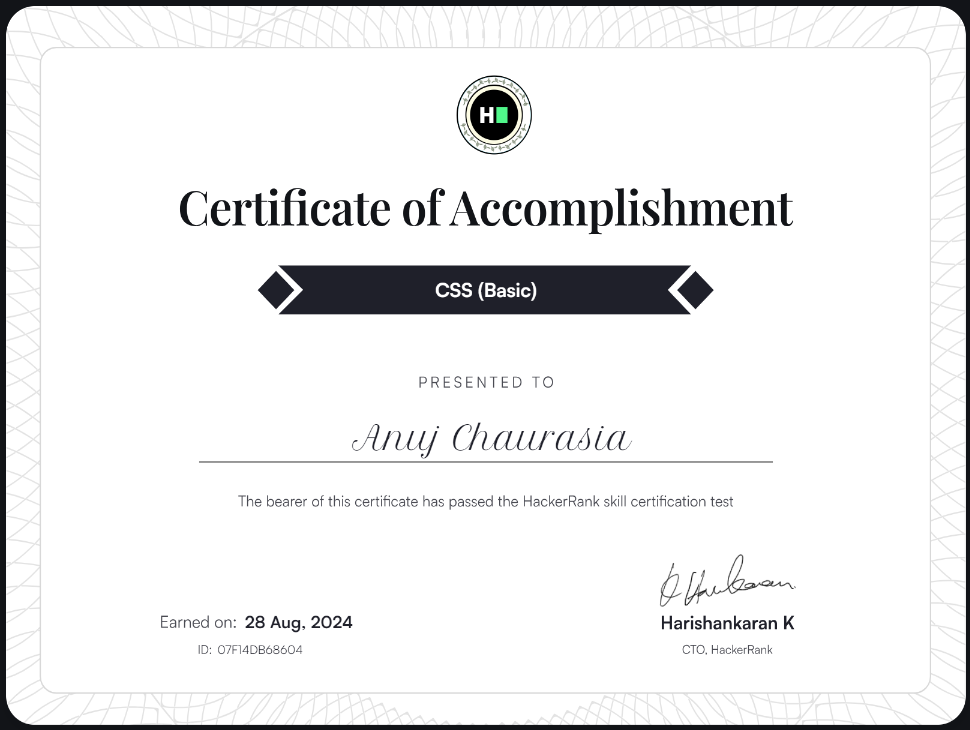 H
Certificate of Accomplishment
CSS (Basic)
PRESENTED TO
Anuj Chaurasia
The bearer of this certificate has passed the HackerRank skill certification test
Earned on: 28 Aug, 2024
ID: 07F14DB68604
Harishankaran K
CTO, HackerRank